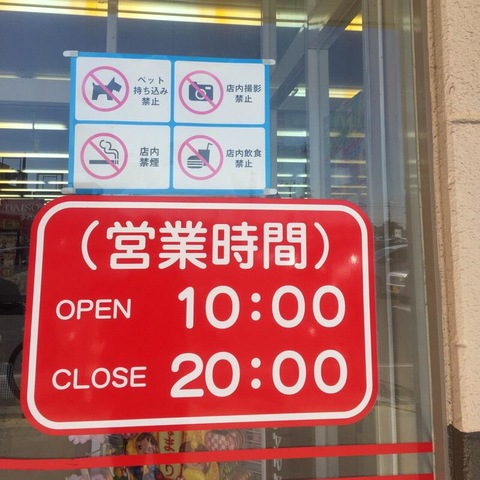 ペット
持ち込み
禁止
店内撮影
禁止
店内
禁煙
店内飲食
禁止
（営業時間）
OPEN 10:00
CLOSE 20:00